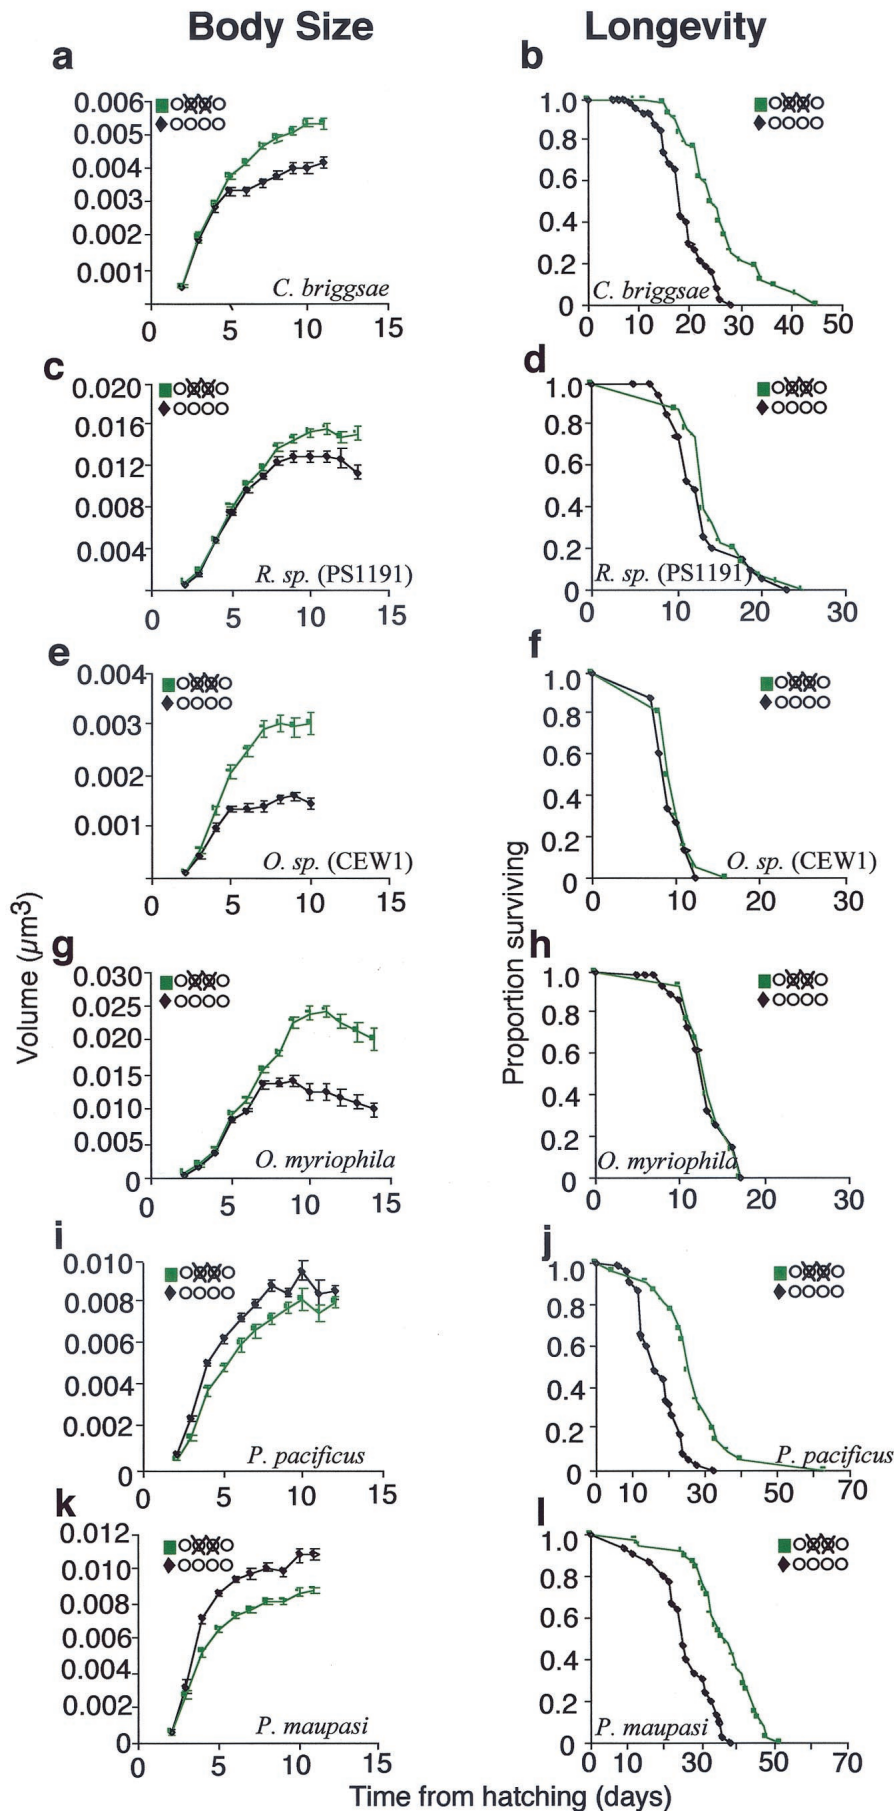 Body Size
Longevity
a
0.006
0.005
0.004
0.003
0.002
0.001
0 5 10 15
C. briggsae
b
1.0
0.8
0.6
0.4
0.2
0
0 10 20 30 40 50
C. briggsae
c
0.020
0.016
0.012
0.008
0.004
0 5 10 15
R. sp. (PS1191)
d
1.0
0.8
0.6
0.4
0.2
0
0 10 20 30
R. sp. (PS1191)
e
0.004
0.003
0.002
0.001
0 5 10 15
O. sp. (CEW1)
f
1.0
0.8
0.6
0.4
0.2
0
0 10 20 30
O. sp. (CEW1)
Volume (µm3)
Proportion surviving
g
0.030
0.025
0.020
0.015
0.010
0.005
0
0 5 10 15
O. myriophila
h
1.0
0.8
0.6
0.4
0.2
0
0 10 20 30
O. myriophila
i
0.010
0.008
0.006
0.004
0.002
0
0 5 10 15
P. pacificus
j
1.0
0.8
0.6
0.4
0.2
0
0 10 30 50 70
P. pacificus
k
0.012
0.010
0.008
0.006
0.004
0.002
0
0 5 10 15
P. maupasi
l
1.0
0.8
0.6
0.4
0.2
0
0 10 30 50 70
P. maupasi
Time from hatching (days)